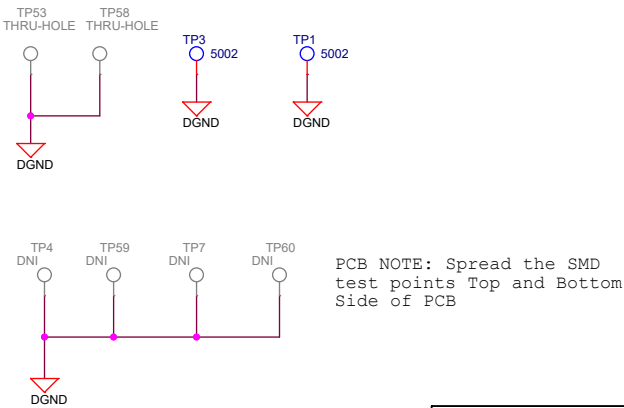 TP53
THRU-HOLE
TP58
THRU-HOLE
TP3
5002
TP1
5002
DGND
DGND
DGND
TP4
DNI
TP59
DNI
TP7
DNI
TP60
DNI
PCB NOTE: Spread the SMD
test points Top and Bottom
Side of PCB
DGND